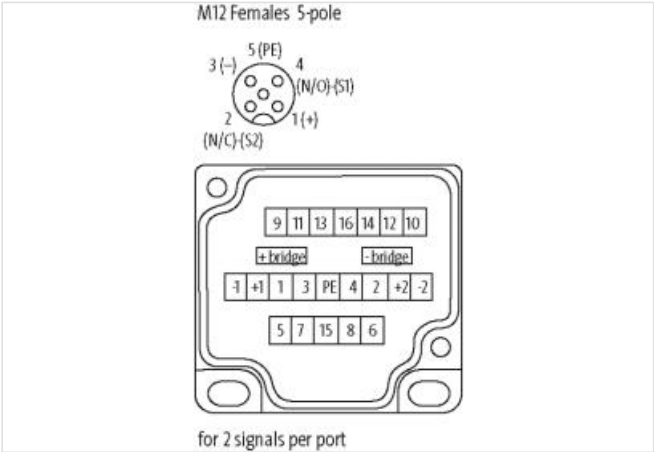 M12 Females 5-pole
5 (PE)
3 (–) 4
(N/O)-(S1)
2 1 (+)
(N/C)-(S2)
9 11 13 16 14 12 10
+ bridge - bridge
-1 +1 1 3 PE 4 2 +2 -2
5 7 15 8 6
for 2 signals per port